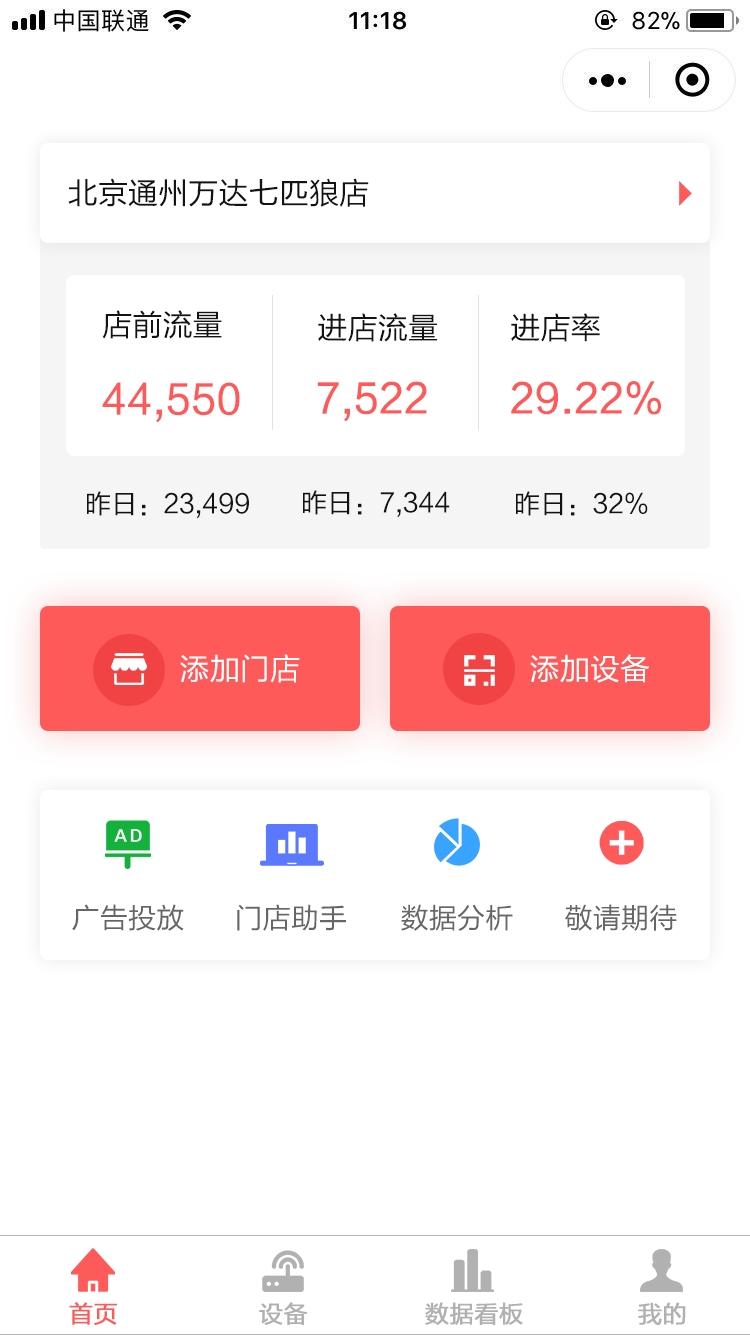 中国联通 11:18 82%
北京通州万达七匹狼店
店前流量 进店流量 进店率
44,550 7,522 29.22%
昨日：23,499 昨日：7,344 昨日：32%
添加门店 添加设备
AD
广告投放 门店助手 数据分析 敬请期待
首页 设备 数据看板 我的